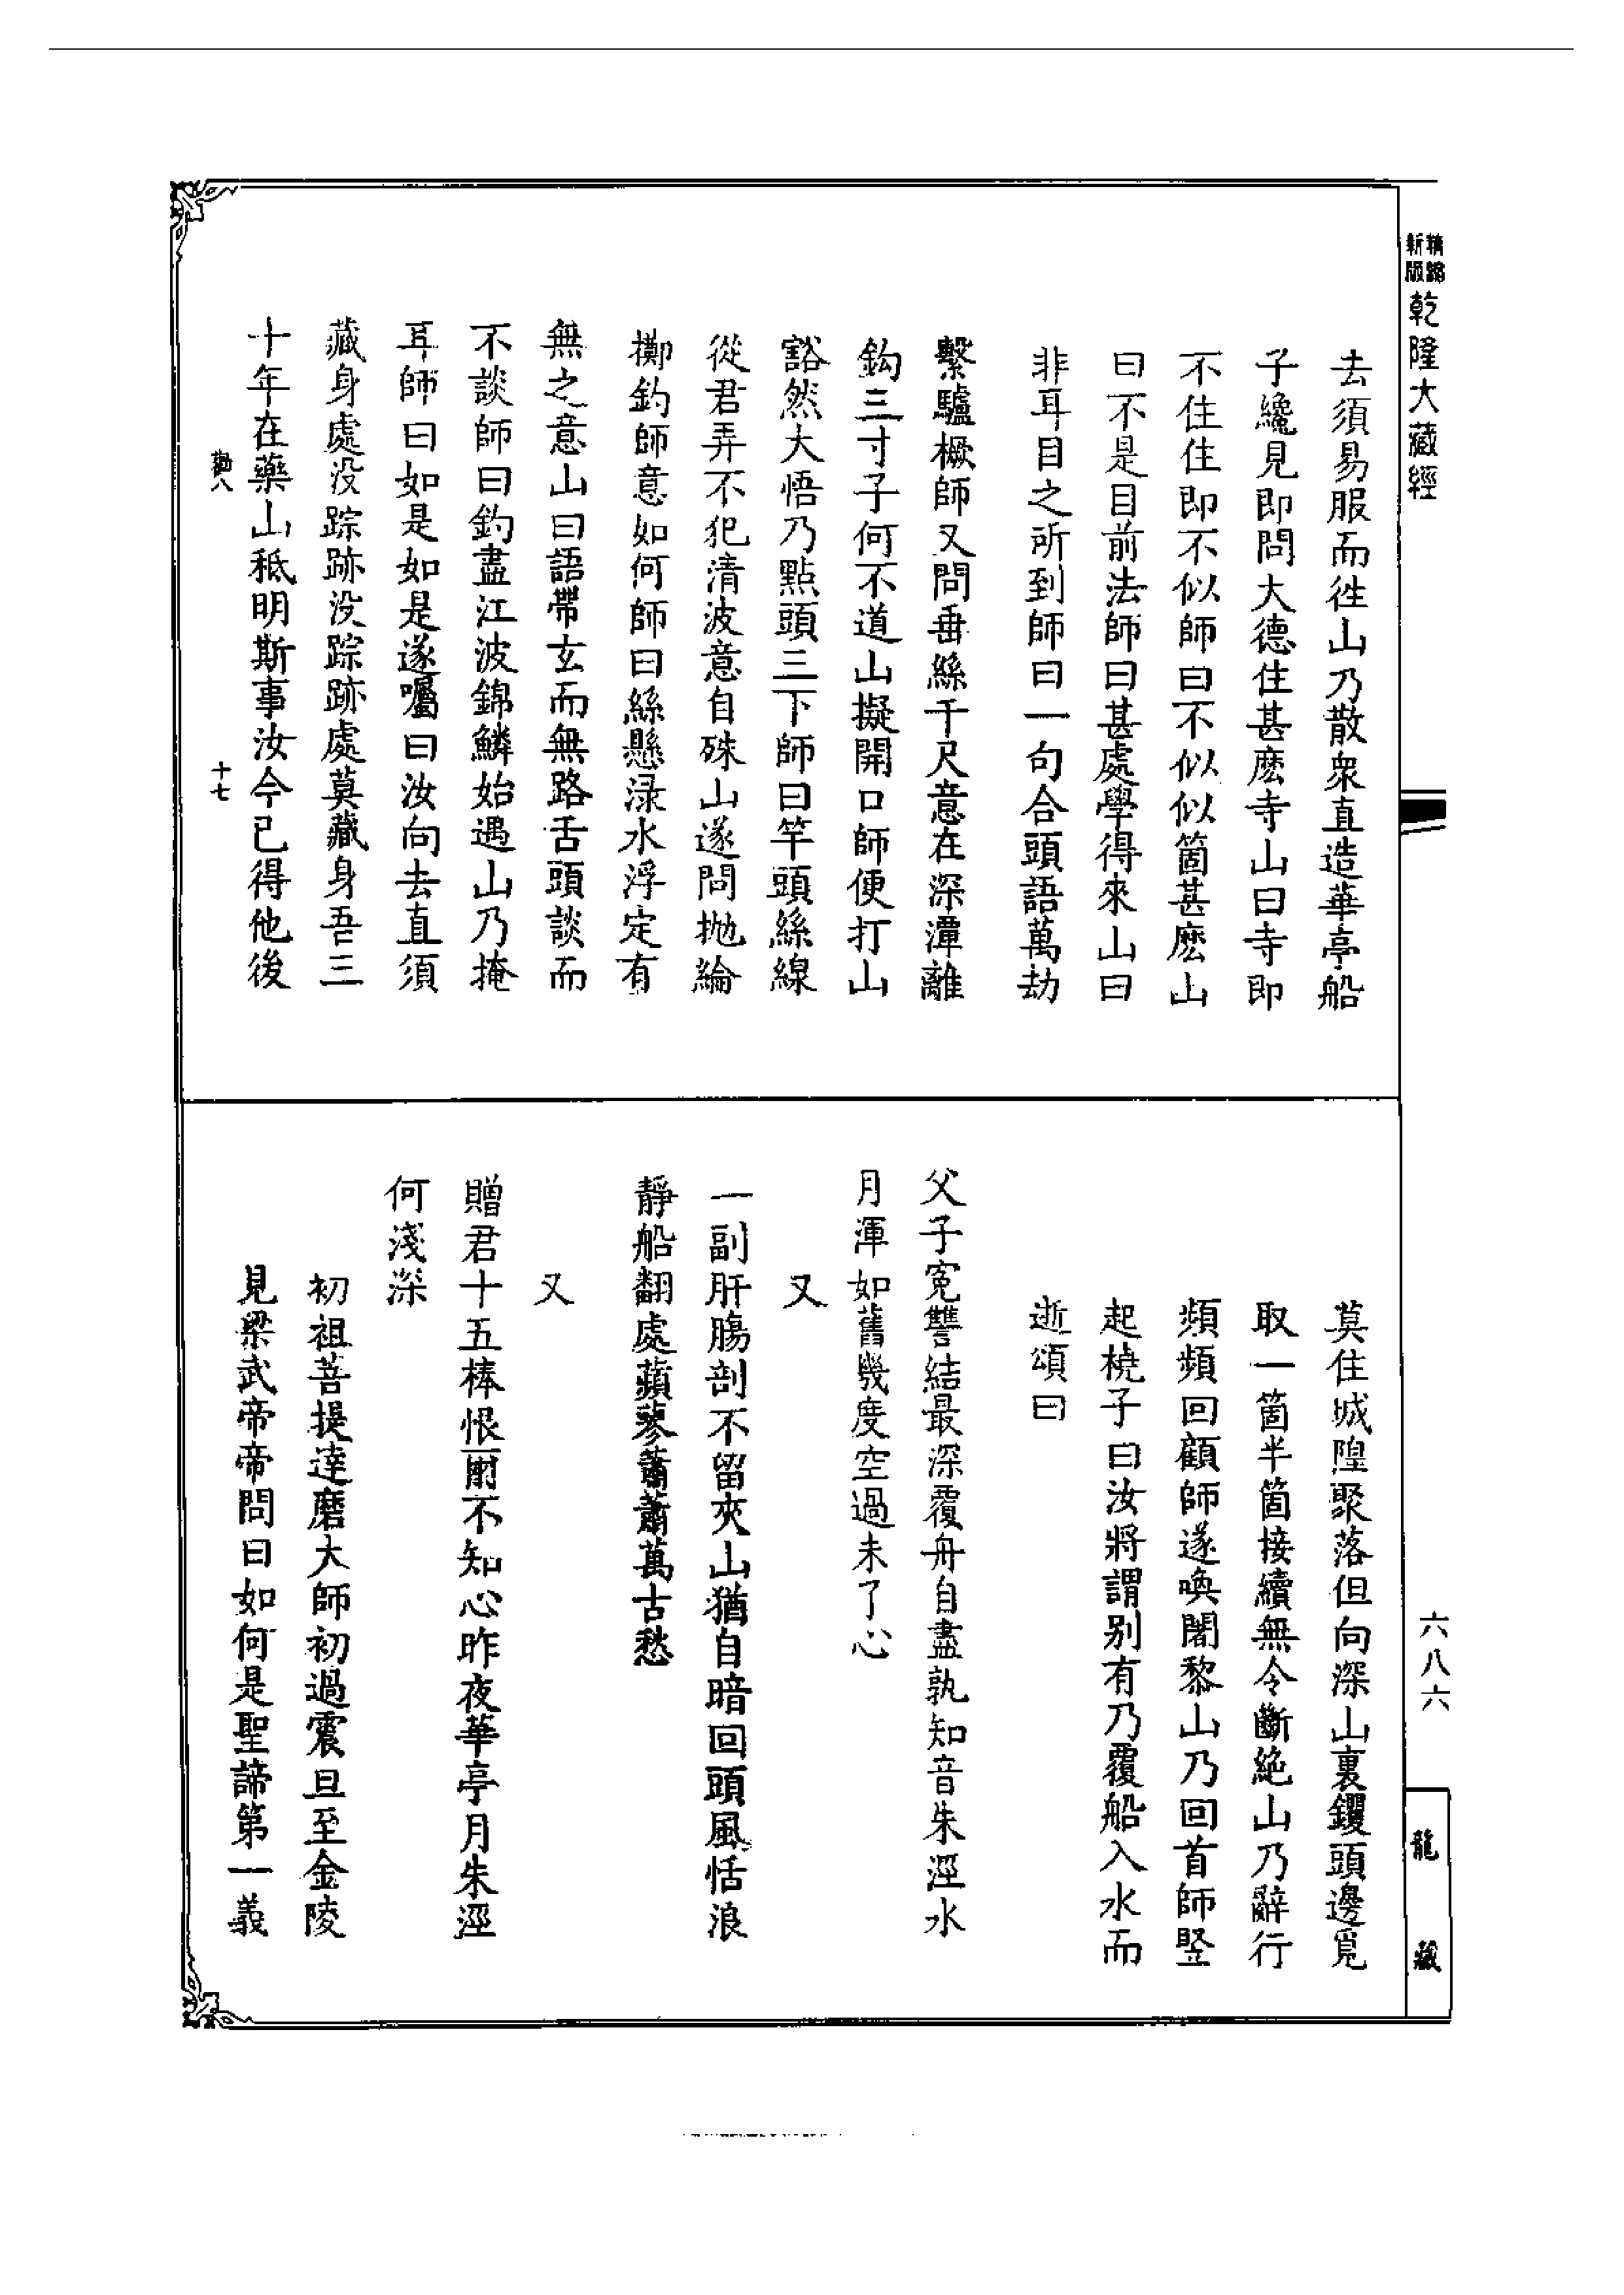 新版精縮乾隆大藏經
去須易服而徃山乃散衆直造華亭船
子纔見即問大德住甚麽寺山曰寺即
不住住即不似師曰不似似箇甚麽山
曰不是目前法師曰甚處學得來山曰
非耳目之所到師曰一句合頭語萬劫
繫驢橛師又問垂絲千尺意在深潭離
鈎三寸子何不道山擬開口師便打山
豁然大悟乃點頭三下師曰竿頭絲線
從君弄不犯清波意自殊山遂問拋綸
擲釣師意如何師曰絲懸渌水浮定有
無之意山曰語帶玄而無路舌頭談而
不談師曰釣盡江波錦鱗始遇山乃掩
耳師曰如是如是遂囑曰汝向去直須
藏身處没踪跡没踪跡處莫藏身吾三
十年在藥山秪明斯事汝今已得他後
十七
六八六
龍藏
莫住城隍聚落但向深山裏钁頭邊覓
取一箇半箇接續無令斷絶山乃辭行
頻頻回顧師遂喚闍黎山乃回首師竪
起橈子曰汝將謂别有乃覆船入水而
逝頌曰
父子寃讐結最深覆舟自盡孰知音朱涇水
月渾如舊幾度空過未了心
又
一副肝腸剖不留夾山猶自暗回頭風恬浪
靜船翻處蘋蓼蕭蕭萬古愁
又
贈君十五棒恨爾不知心昨夜華亭月朱涇
何淺深
初祖菩提達磨大師初過震旦至金陵
見梁武帝帝問曰如何是聖諦第一義